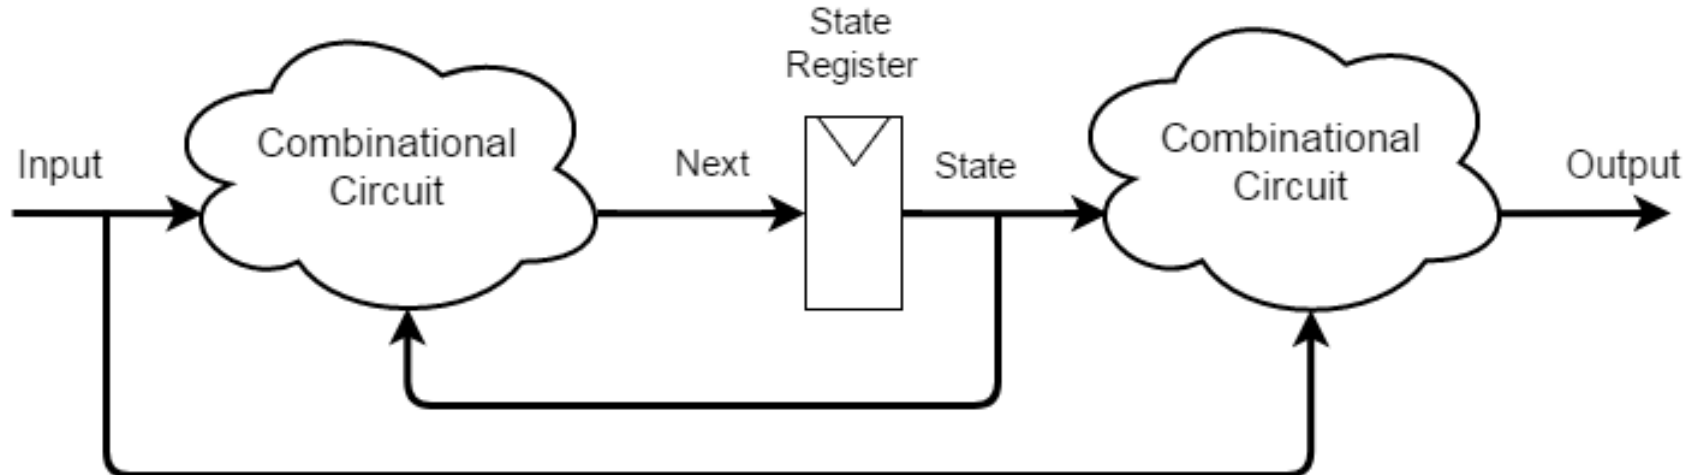 State
Register
Combinational
Circuit
Combinational
Circuit
Input
Next
State
Output